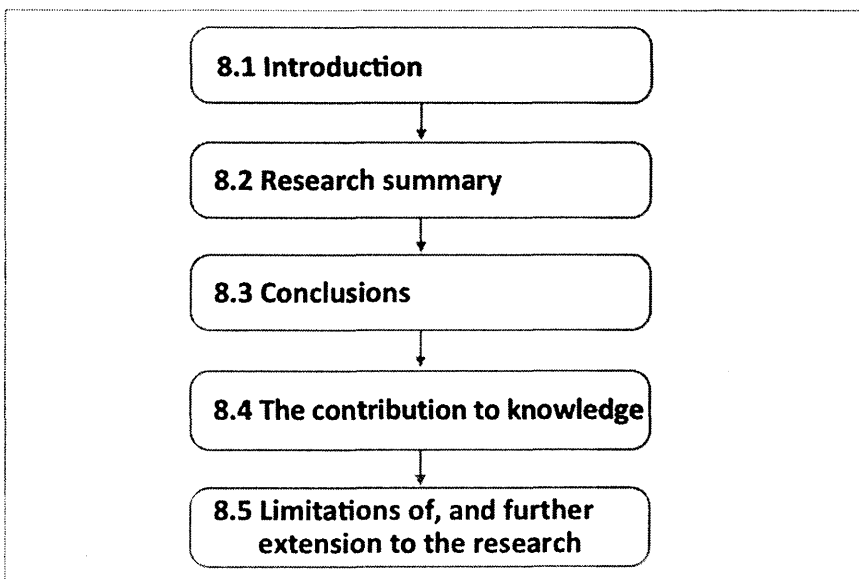 8.1 Introduction
8.2 Research summary
8.3 Conclusions
8.4 The contribution to knowledge
8.5 Limitations of, and further
extension to the research